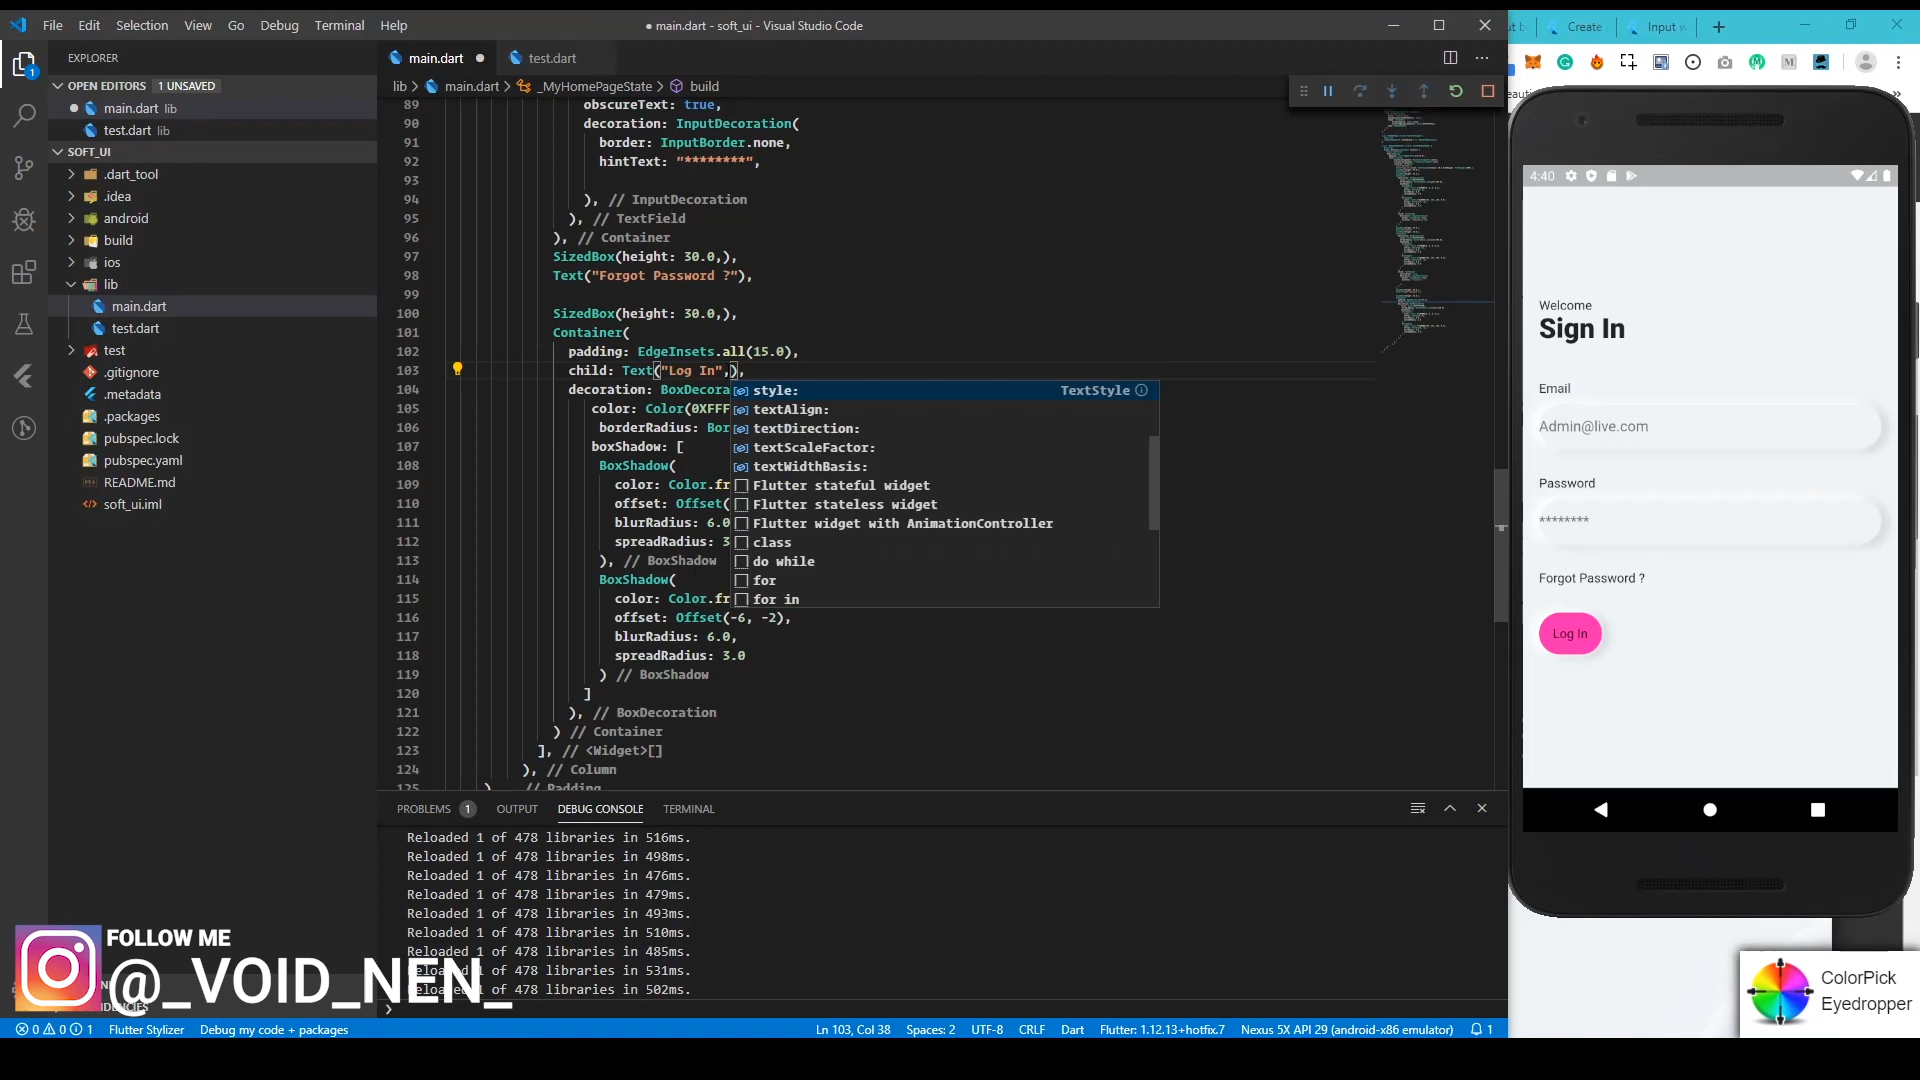 File Edit Selection View Go Debug Terminal Help
● main.dart - soft_ui - Visual Studio Code
EXPLORER
OPEN EDITORS 1 UNSAVED
main.dart lib
test.dart lib
SOFT_UI
.dart_tool
.idea
android
build
ios
lib
main.dart
test.dart
test
.gitignore
.metadata
.packages
pubspec.lock
pubspec.yaml
README.md
soft_ui.iml
main.dart
test.dart
lib > main.dart > _MyHomePageState > build
89 obscureText: true,
90 decoration: InputDecoration(
91 border: InputBorder.none,
92 hintText: "********",
93
94 ), // InputDecoration
95 ), // TextField
96 ), // Container
97 SizedBox(height: 30.0,),
98 Text("Forgot Password ?"),
99
100 SizedBox(height: 30.0,),
101 Container(
102 padding: EdgeInsets.all(15.0),
103 child: Text("Log In",),
104 decoration: BoxDecora
105 color: Color(0XFFF
106 borderRadius: Bor
107 boxShadow: [
108 BoxShadow(
109 color: Color.fr
110 offset: Offset(
111 blurRadius: 6.0
112 spreadRadius: 3
113 ), // BoxShadow
114 BoxShadow(
115 color: Color.fr
116 offset: Offset(-6, -2),
117 blurRadius: 6.0,
118 spreadRadius: 3.0
119 ) // BoxShadow
120 ]
121 ), // BoxDecoration
122 ) // Container
123 ], // <Widget>[]
124 ), // Column
125 ), // Padding
style: TextStyle
textAlign:
textDirection:
textScaleFactor:
textWidthBasis:
Flutter stateful widget
Flutter stateless widget
Flutter widget with AnimationController
class
do while
for
for in
PROBLEMS 1 OUTPUT DEBUG CONSOLE TERMINAL
Reloaded 1 of 478 libraries in 516ms.
Reloaded 1 of 478 libraries in 498ms.
Reloaded 1 of 478 libraries in 476ms.
Reloaded 1 of 478 libraries in 479ms.
Reloaded 1 of 478 libraries in 493ms.
Reloaded 1 of 478 libraries in 510ms.
Reloaded 1 of 478 libraries in 485ms.
Reloaded 1 of 478 libraries in 531ms.
Reloaded 1 of 478 libraries in 502ms.
FOLLOW ME
@_VOID_NEN_
0 0 1 Flutter Stylizer Debug my code + packages
Ln 103, Col 38 Spaces: 2 UTF-8 CRLF Dart Flutter: 1.12.13+hotfix.7 Nexus 5X API 29 (android-x86 emulator) 1
Create
Input w
4:40
Welcome
Sign In
Email
Admin@live.com
Password
********
Forgot Password ?
Log In
ColorPick
Eyedropper